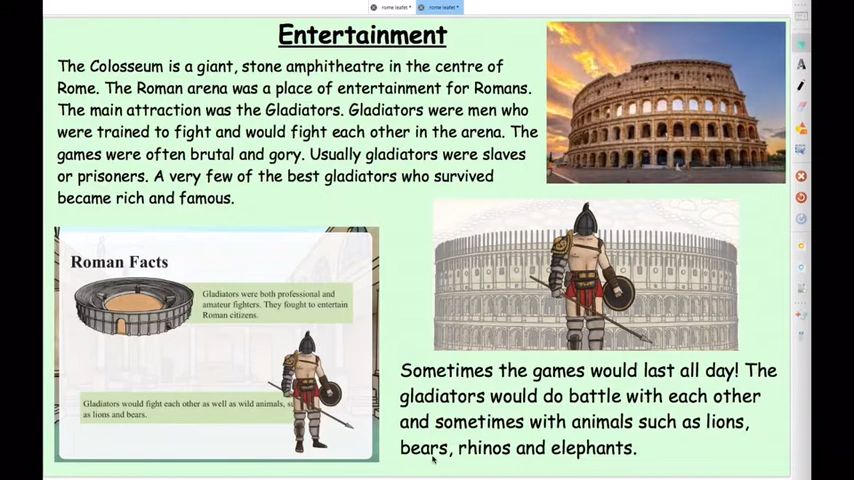 rome leaflet *
rome leaflet *
Entertainment
The Colosseum is a giant, stone amphitheatre in the centre of
Rome. The Roman arena was a place of entertainment for Romans.
The main attraction was the Gladiators. Gladiators were men who
were trained to fight and would fight each other in the arena. The
games were often brutal and gory. Usually gladiators were slaves
or prisoners. A very few of the best gladiators who survived
became rich and famous.
Roman Facts
Gladiators were both professional and
amateur fighters. They fought to entertain
Roman citizens.
Gladiators would fight each other as well as wild animals, su
as lions and bears.
Sometimes the games would last all day! The
gladiators would do battle with each other
and sometimes with animals such as lions,
bears, rhinos and elephants.